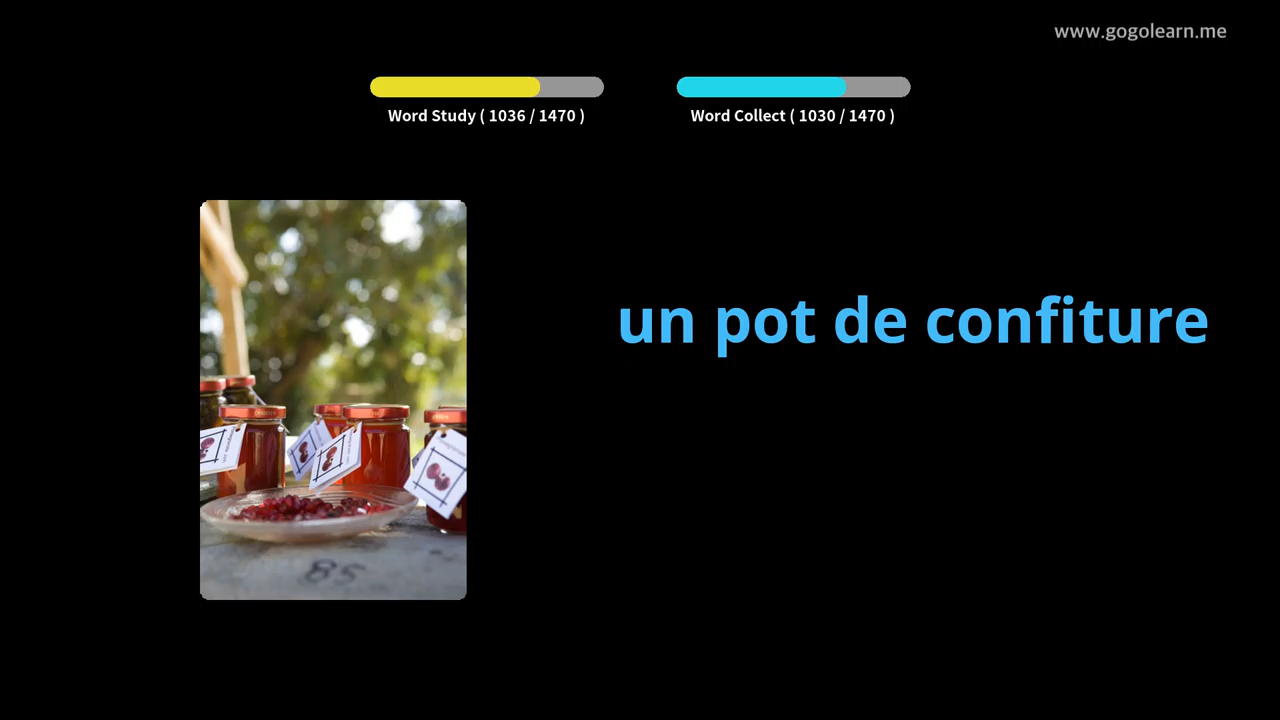 www.gogolearn.me
Word Study ( 1036 / 1470 )
Word Collect ( 1030 / 1470 )
un pot de confiture
85